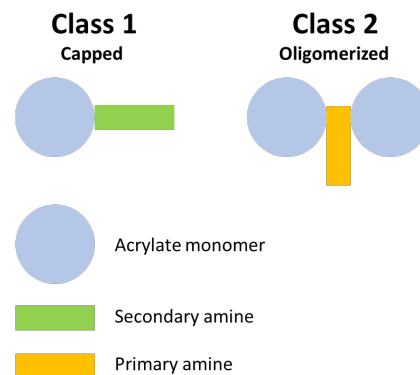 Class 1
Capped
Class 2
Oligomerized
Acrylate monomer
Secondary amine
Primary amine